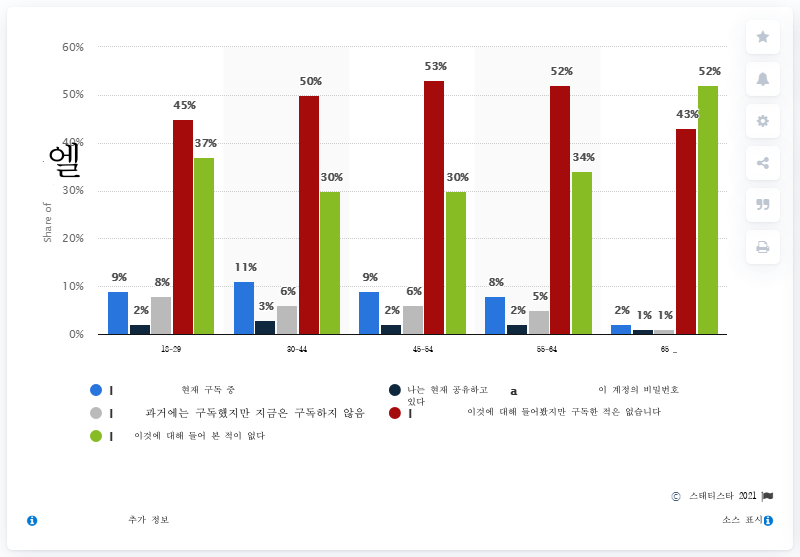 60%
50%
40%
30%
20%
10%
0%
엘
Share of
9% 2% 8% 45% 37%
11% 3% 6% 50% 30%
9% 2% 6% 53% 30%
8% 2% 5% 52% 34%
2% 1% 1% 43% 52%
18-29 30-44 45-54 55-64 65 _
I 현재 구독 중
나는 현재 공유하고 a 이 계정의 비밀번호
있다
I 과거에는 구독했지만 지금은 구독하지 않음
I 이것에 대해 들어봤지만 구독한 적은 없습니다
I 이것에 대해 들어 본 적이 없다
© 스태티스타 2021
추가 정보
소스 표시